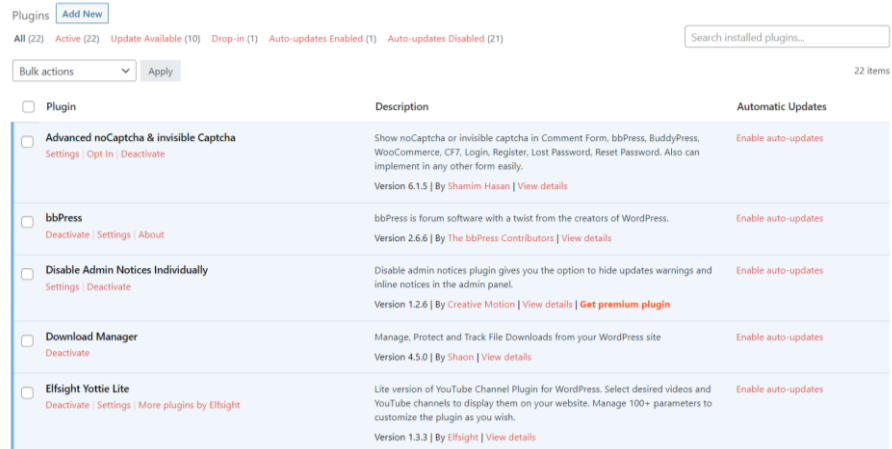 Plugins Add New
All (22) Active (22) Update Available (10) Drop-in (1) Auto-updates Enabled (1) Auto-updates Disabled (21)
Search installed plugins...
Bulk actions Apply
22 items
Plugin Description Automatic Updates
Advanced noCaptcha & invisible Captcha
Settings | Opt In | Deactivate
Show noCaptcha or invisible captcha in Comment Form, bbPress, BuddyPress,
WooCommerce, CF7, Login, Register, Lost Password, Reset Password. Also can
implement in any other form easily.
Version 6.1.5 | By Shamim Hasan | View details
Enable auto-updates
bbPress
Deactivate | Settings | About
bbPress is forum software with a twist from the creators of WordPress.
Version 2.6.6 | By The bbPress Contributors | View details
Enable auto-updates
Disable Admin Notices Individually
Settings | Deactivate
Disable admin notices plugin gives you the option to hide updates warnings and
inline notices in the admin panel.
Version 1.2.6 | By Creative Motion | View details | Get premium plugin
Enable auto-updates
Download Manager
Deactivate
Manage, Protect and Track File Downloads from your WordPress site
Version 4.5.0 | By Shaon | View details
Enable auto-updates
Elfsight Yottie Lite
Deactivate | Settings | More plugins by Elfsight
Lite version of YouTube Channel Plugin for WordPress. Select desired videos and
YouTube channels to display them on your website. Manage 100+ parameters to
customize the plugin as you wish.
Version 1.3.3 | By Elfsight | View details
Enable auto-updates